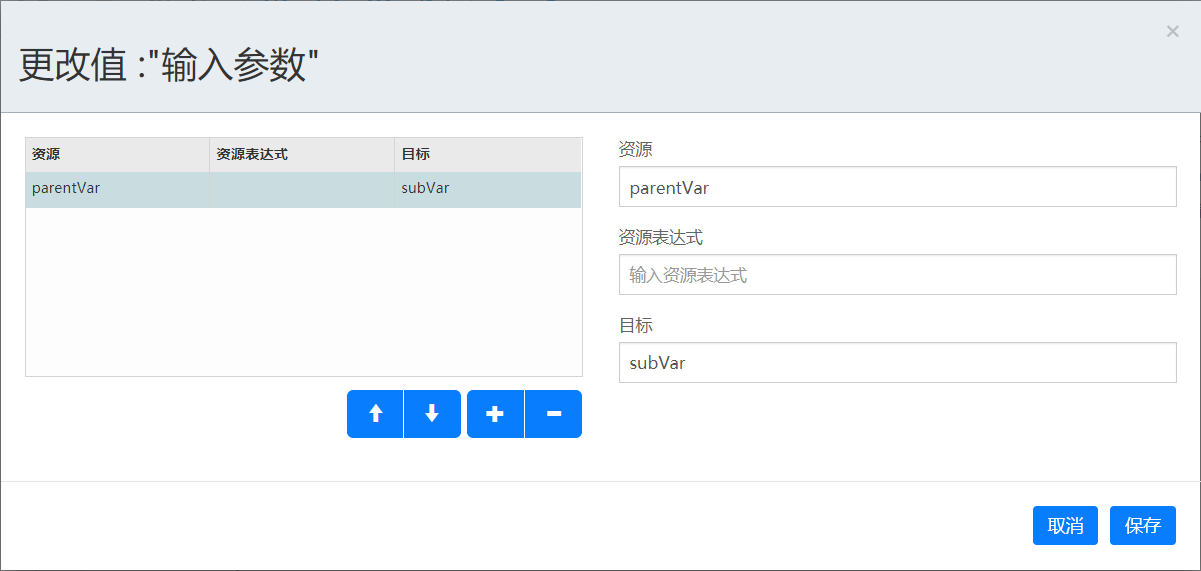 ×
更改值 :"输入参数"
资源 资源表达式 目标
parentVar subVar
资源
parentVar
资源表达式
输入资源表达式
目标
subVar
取消 保存